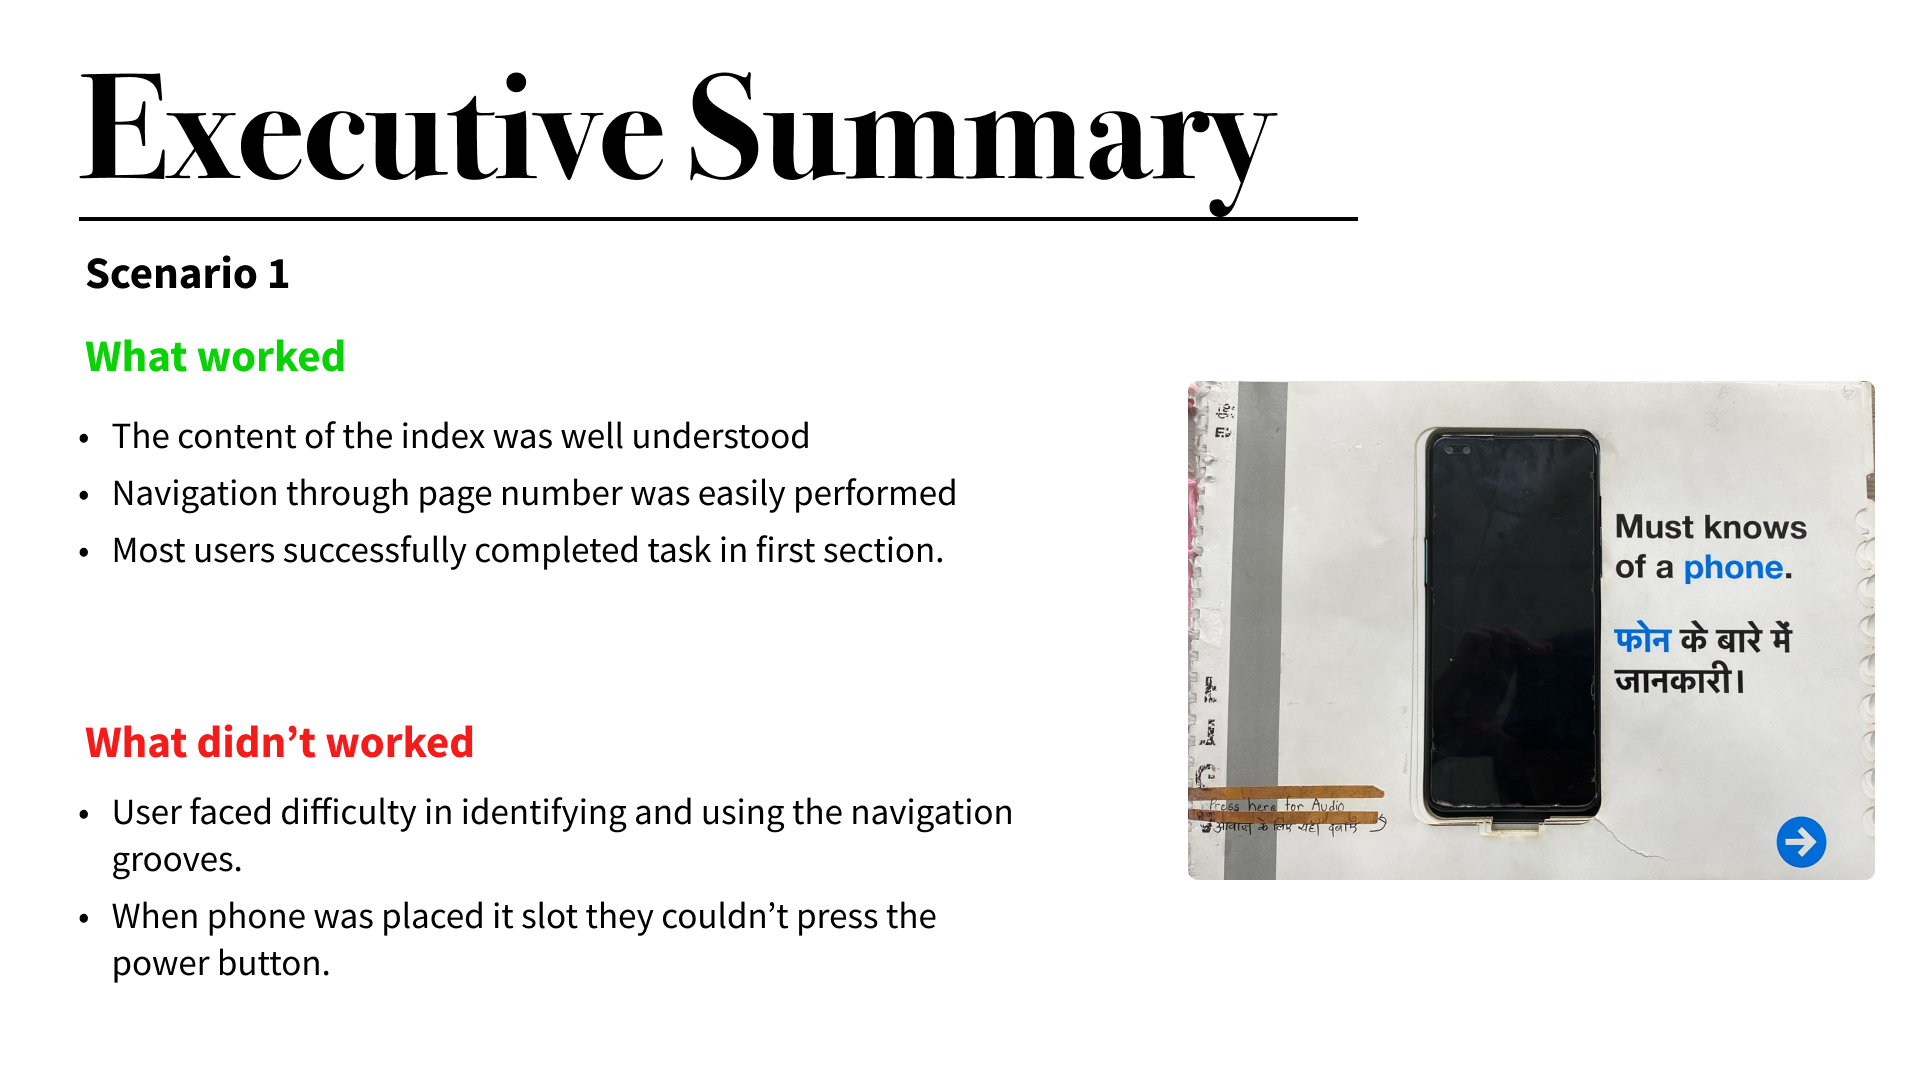 Executive Summary
Scenario 1
What worked
• The content of the index was well understood
• Navigation through page number was easily performed
• Most users successfully completed task in first section.
What didn’t worked
• User faced difficulty in identifying and using the navigation
grooves.
• When phone was placed it slot they couldn’t press the
power button.
Must knows
of a phone.
फोन के बारे में
जानकारी।
Press here for Audio
आवाज़ के लिए यहाँ दबाएँ